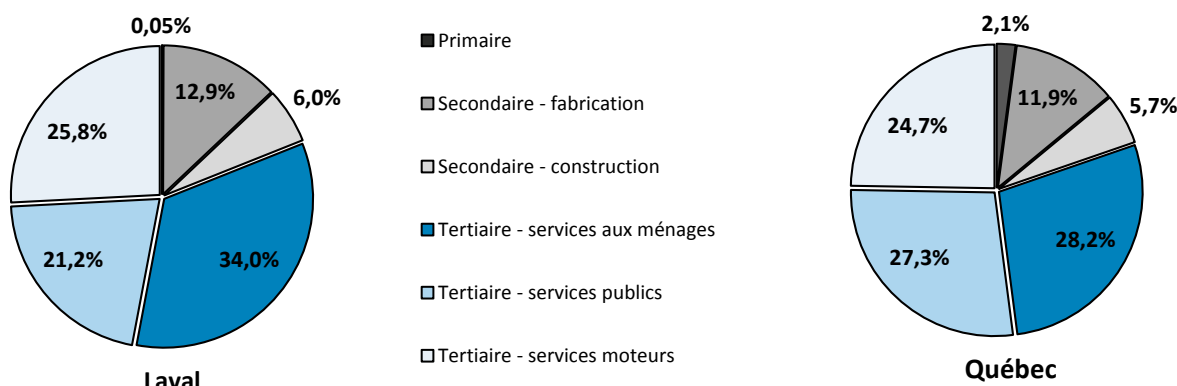 0,05%
12,9%
6,0%
25,8%
21,2%
34,0%
Laval
Primaire
Secondaire - fabrication
Secondaire - construction
Tertiaire - services aux ménages
Tertiaire - services publics
Tertiaire - services moteurs
2,1%
11,9%
5,7%
24,7%
27,3%
28,2%
Québec